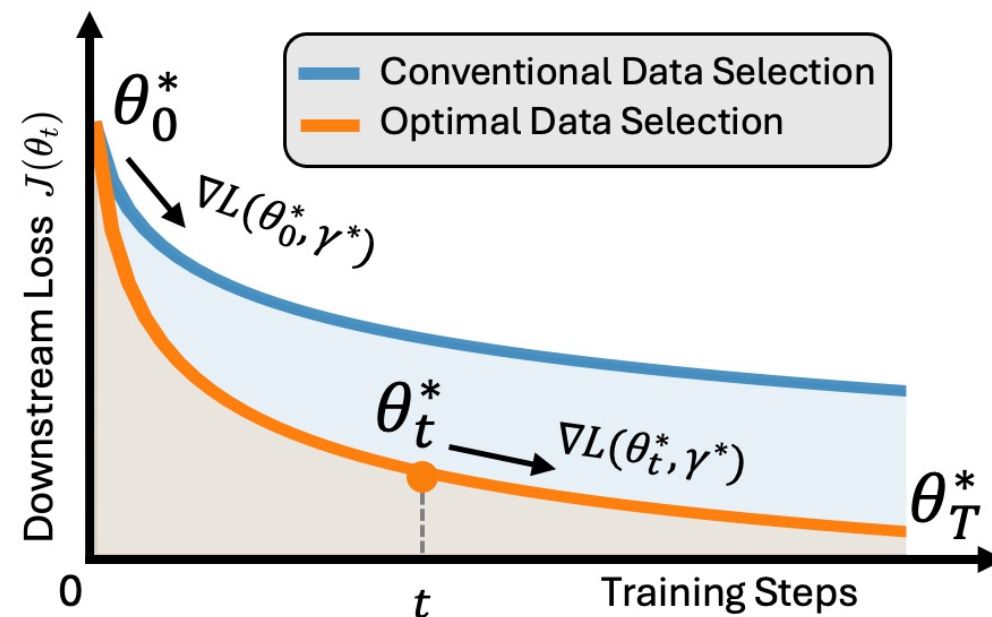 Conventional Data Selection
Optimal Data Selection
Downstream Loss J(θₜ)
θ₀*
∇L(θ₀*, γ*)
θₜ*
∇L(θₜ*, γ*)
θ_T*
0
t
Training Steps